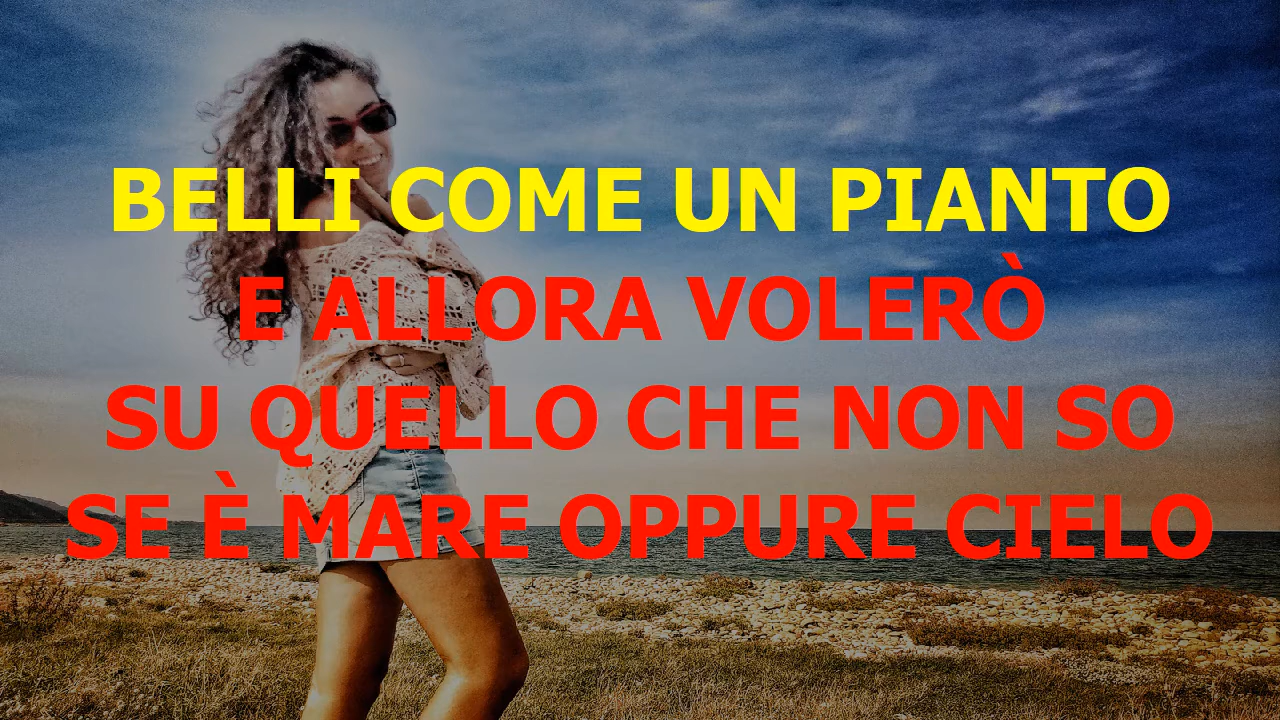 BELLI COME UN PIANTO
E ALLORA VOLERÒ
SU QUELLO CHE NON SO
SE È MARE OPPURE CIELO